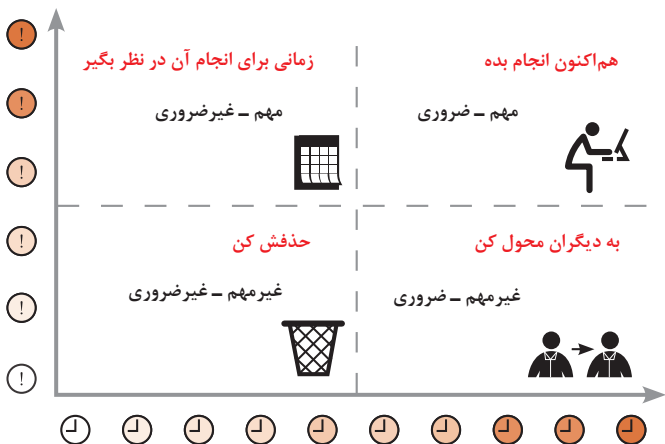 هم‌اکنون انجام بده
مهم ـ ضروری
زمانی برای انجام آن در نظر بگیر
مهم ـ غیرضروری
به دیگران محول کن
غیرمهم ـ ضروری
حذفش کن
غیرمهم ـ غیرضروری
!
!
!
!
!
!